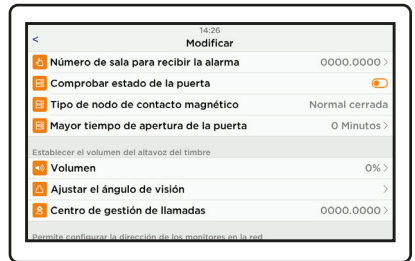 14:26
< Modificar
Número de sala para recibir la alarma 0000.0000 >
Comprobar estado de la puerta
Tipo de nodo de contacto magnético Normal cerrada
Mayor tiempo de apertura de la puerta 0 Minutos >
Establecer el volumen del altavoz del timbre
Volumen 0% >
Ajustar el ángulo de visión >
Centro de gestión de llamadas 0000.0000 >
Permite configurar la dirección de los monitores en la red